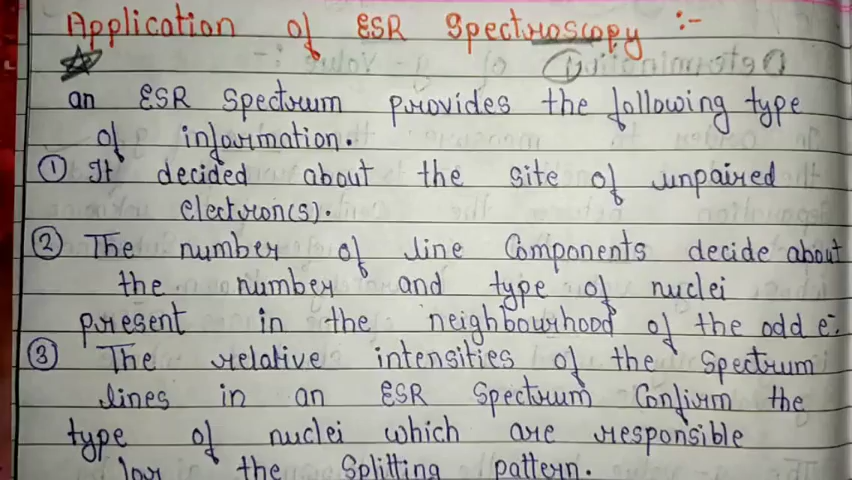 Application of ESR Spectroscopy :-
an ESR Spectrum provides the following type
of information.
① It decided about the site of unpaired
electron(s).
② The number of line Components decide about
the number and type of nuclei
present in the neighbourhood of the odd e⁻.
③ The relative intensities of the Spectrum
lines in an ESR Spectrum Confirm the
type of nuclei which are responsible
for the Splitting pattern.